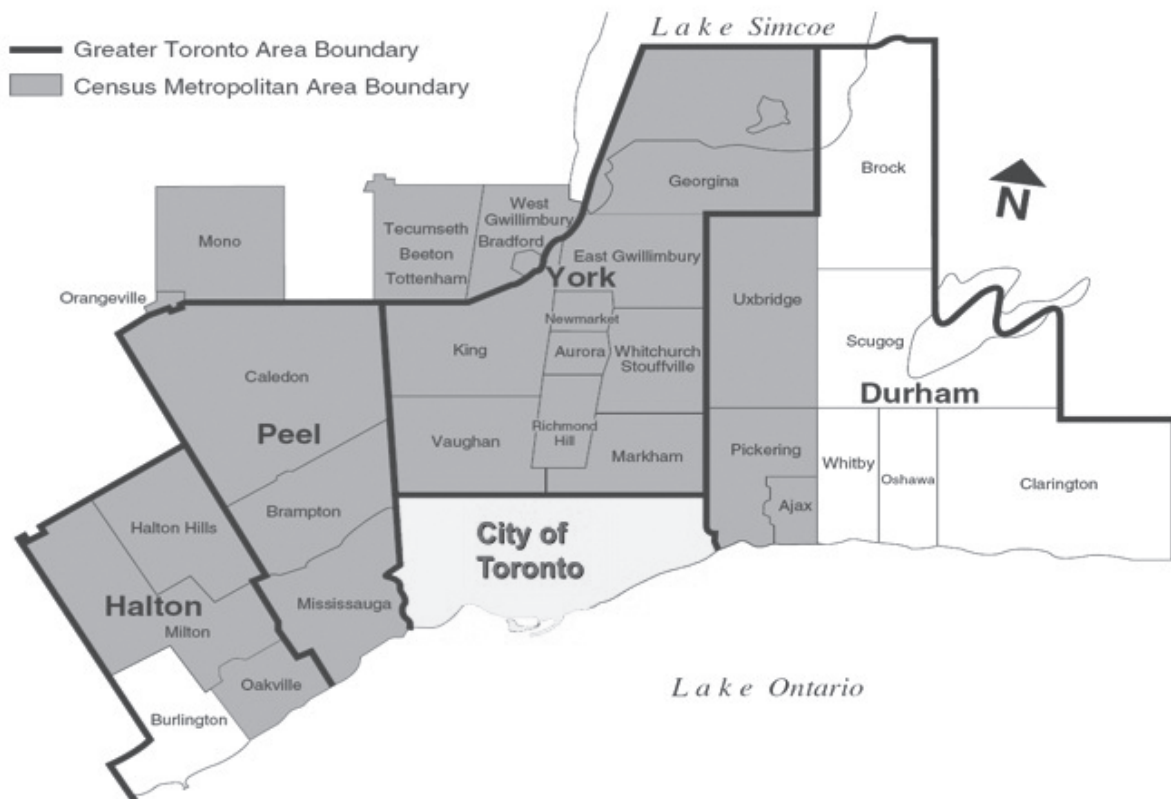 Lake Simcoe
Greater Toronto Area Boundary
Census Metropolitan Area Boundary
Brock
Georgina
N
West
Gwillimbury
Bradford
Tecumseth
Beeton
Tottenham
Mono
East Gwillimbury
York
Orangeville
Uxbridge
Newmarket
Scugog
King
Aurora
Whitchurch
Stouffville
Caledon
Durham
Peel
Vaughan
Richmond
Hill
Markham
Pickering
Whitby
Oshawa
Clarington
Brampton
Ajax
Halton Hills
City of
Toronto
Halton
Mississauga
Milton
Oakville
Lake Ontario
Burlington